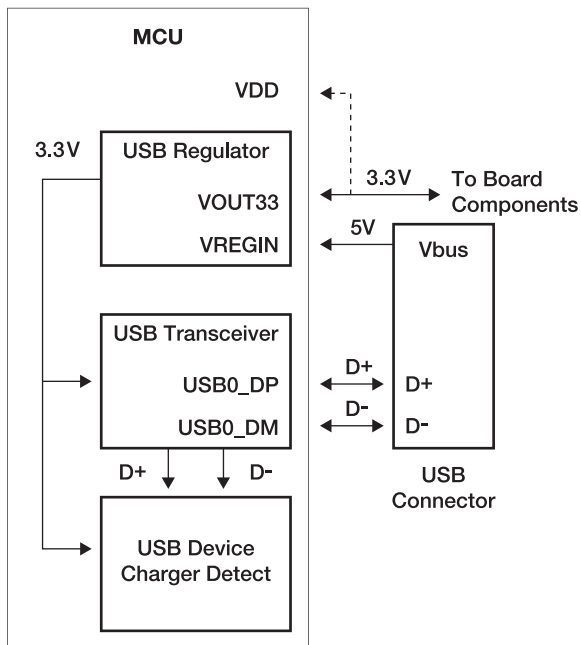 MCU
VDD
3.3V
USB Regulator
VOUT33
VREGIN
3.3V
To Board
Components
5V
Vbus
USB Transceiver
USB0_DP
USB0_DM
D+
D-
D+
D-
USB
Connector
D+
D-
USB Device
Charger Detect